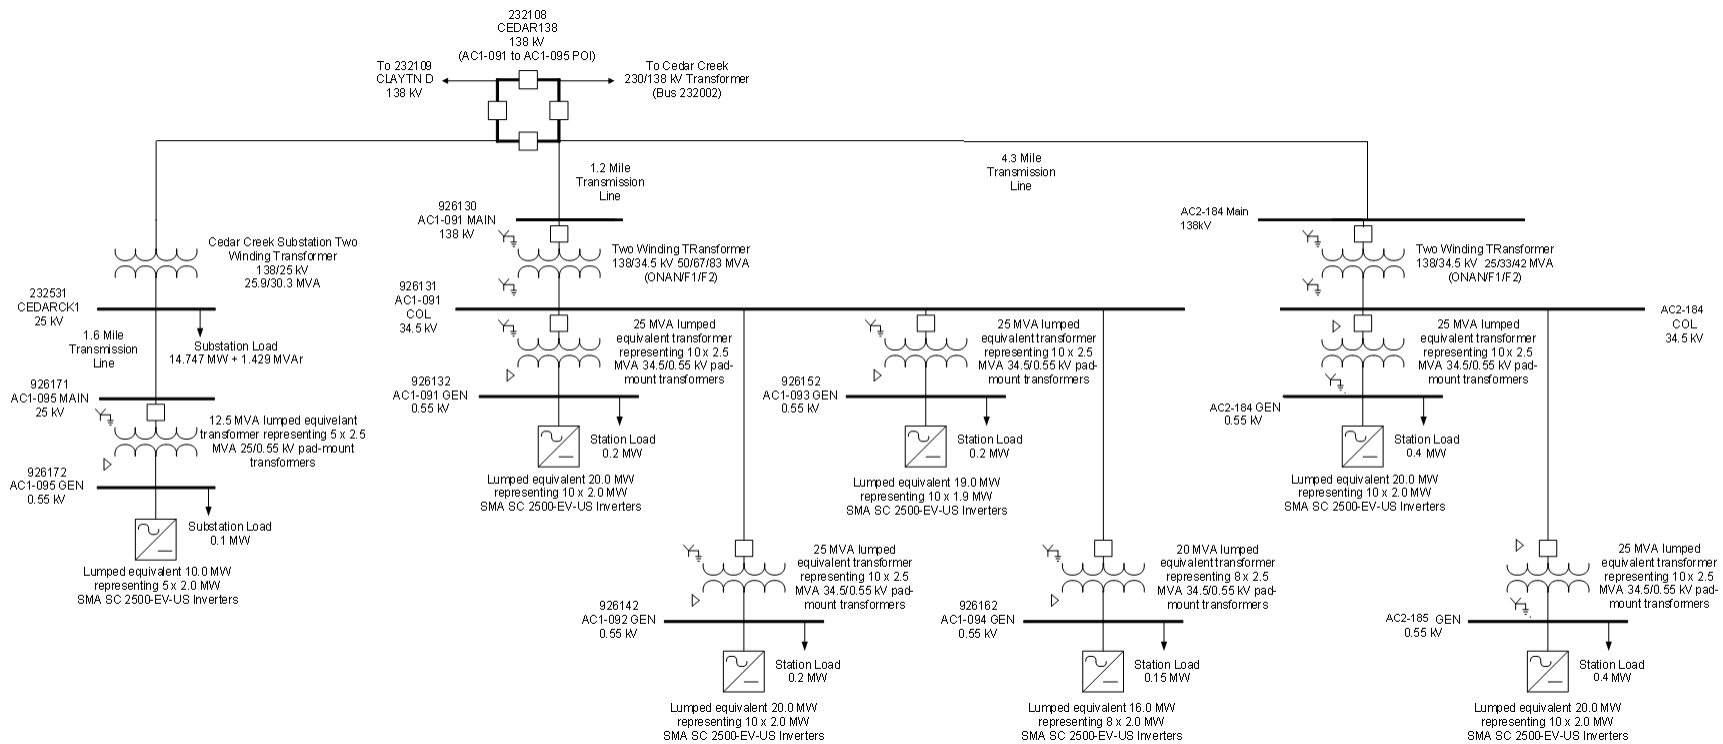 232108
CEDAR138
138 kV
(AC1-091 to AC1-095 POI)
To 232109
CLAYTN D
138 kV
To Cedar Creek
230/138 kV Transformer
(Bus 232002)
1.2 Mile
Transmission
Line
4.3 Mile
Transmission
Line
Cedar Creek Substation Two
Winding Transformer
138/25 kV
25.9/30.3 MVA
232531
CEDARCK1
25 kV
1.6 Mile
Transmission
Line
Substation Load
14.747 MW + 1.429 MVAr
926171
AC1-095 MAIN
25 kV
12.5 MVA lumped equivelant
transformer representing 5 x 2.5
MVA 25/0.55 kV pad-mount
transformers
926172
AC1-095 GEN
0.55 kV
Substation Load
0.1 MW
Lumped equivalent 10.0 MW
representing 5 x 2.0 MW
SMA SC 2500-EV-US Inverters
926130
AC1-091 MAIN
138 kV
Two Winding TRansformer
138/34.5 kV 50/67/83 MVA
(ONAN/F1/F2)
926131
AC1-091
COL
34.5 kV
25 MVA lumped
equivalent transformer
representing 10 x 2.5
MVA 34.5/0.55 kV pad-
mount transformers
926132
AC1-091 GEN
0.55 kV
Station Load
0.2 MW
Lumped equivalent 20.0 MW
representing 10 x 2.0 MW
SMA SC 2500-EV-US Inverters
25 MVA lumped
equivalent transformer
representing 10 x 2.5
MVA 34.5/0.55 kV pad-
mount transformers
926142
AC1-092 GEN
0.55 kV
Station Load
0.2 MW
Lumped equivalent 20.0 MW
representing 10 x 2.0 MW
SMA SC 2500-EV-US Inverters
25 MVA lumped
equivalent transformer
representing 10 x 2.5
MVA 34.5/0.55 kV pad-
mount transformers
926152
AC1-093 GEN
0.55 kV
Station Load
0.2 MW
Lumped equivalent 19.0 MW
representing 10 x 1.9 MW
SMA SC 2500-EV-US Inverters
20 MVA lumped
equivalent transformer
representing 8 x 2.5
MVA 34.5/0.55 kV pad-
mount transformers
926162
AC1-094 GEN
0.55 kV
Station Load
0.15 MW
Lumped equivalent 16.0 MW
representing 8 x 2.0 MW
SMA SC 2500-EV-US Inverters
AC2-184 Main
138kV
Two Winding TRansformer
138/34.5 kV 25/33/42 MVA
(ONAN/F1/F2)
AC2-184
COL
34.5 kV
25 MVA lumped
equivalent transformer
representing 10 x 2.5
MVA 34.5/0.55 kV pad-
mount transformers
AC2-184 GEN
0.55 kV
Station Load
0.4 MW
Lumped equivalent 20.0 MW
representing 10 x 2.0 MW
SMA SC 2500-EV-US Inverters
25 MVA lumped
equivalent transformer
representing 10 x 2.5
MVA 34.5/0.55 kV pad-
mount transformers
AC2-185 GEN
0.55 kV
Station Load
0.4 MW
Lumped equivalent 20.0 MW
representing 10 x 2.0 MW
SMA SC 2500-EV-US Inverters